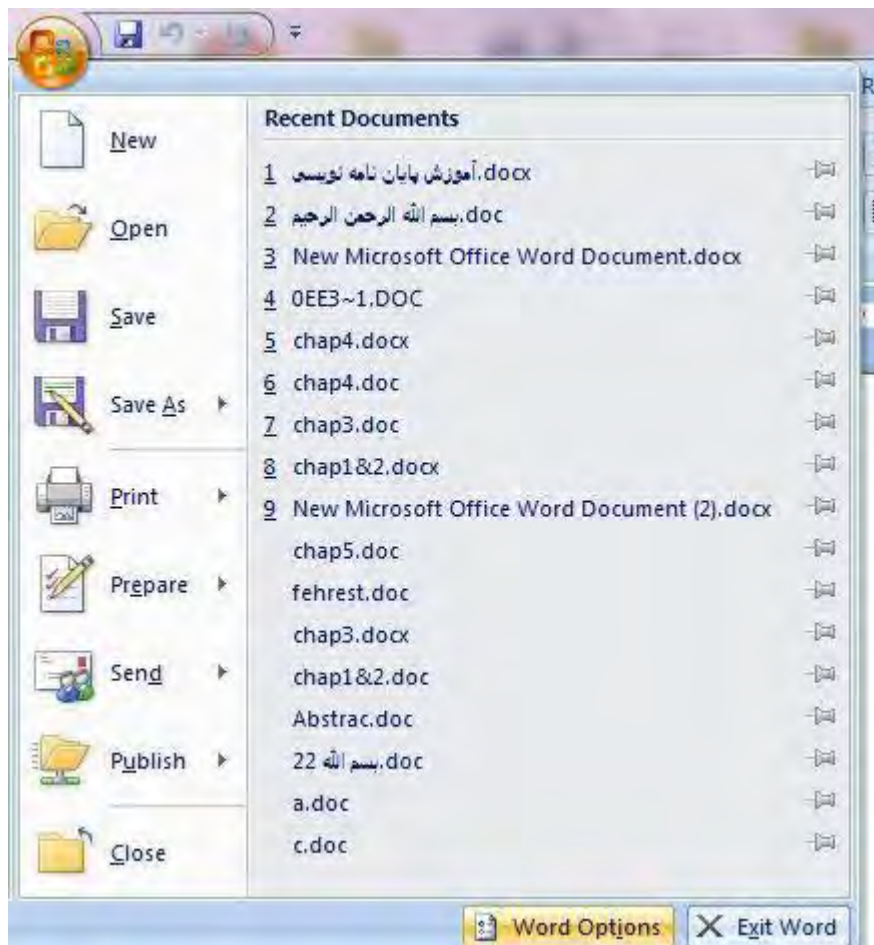 New
Open
Save
Save As
Print
Prepare
Send
Publish
Close
Recent Documents
1 آموزش پایان نامه نویسی.docx
2 بسم الله الرحمن الرحیم.doc
3 New Microsoft Office Word Document.docx
4 0EE3~1.DOC
5 chap4.docx
6 chap4.doc
7 chap3.doc
8 chap1&2.docx
9 New Microsoft Office Word Document (2).docx
chap5.doc
fehrest.doc
chap3.docx
chap1&2.doc
Abstrac.doc
22 بسم الله.doc
a.doc
c.doc
Word Options
Exit Word
R